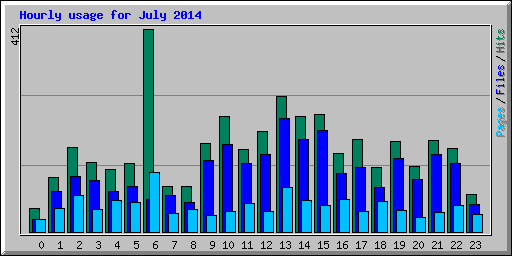 Hourly usage for July 2014
412
Pages / Files / Hits
0 1 2 3 4 5 6 7 8 9 10 11 12 13 14 15 16 17 18 19 20 21 22 23